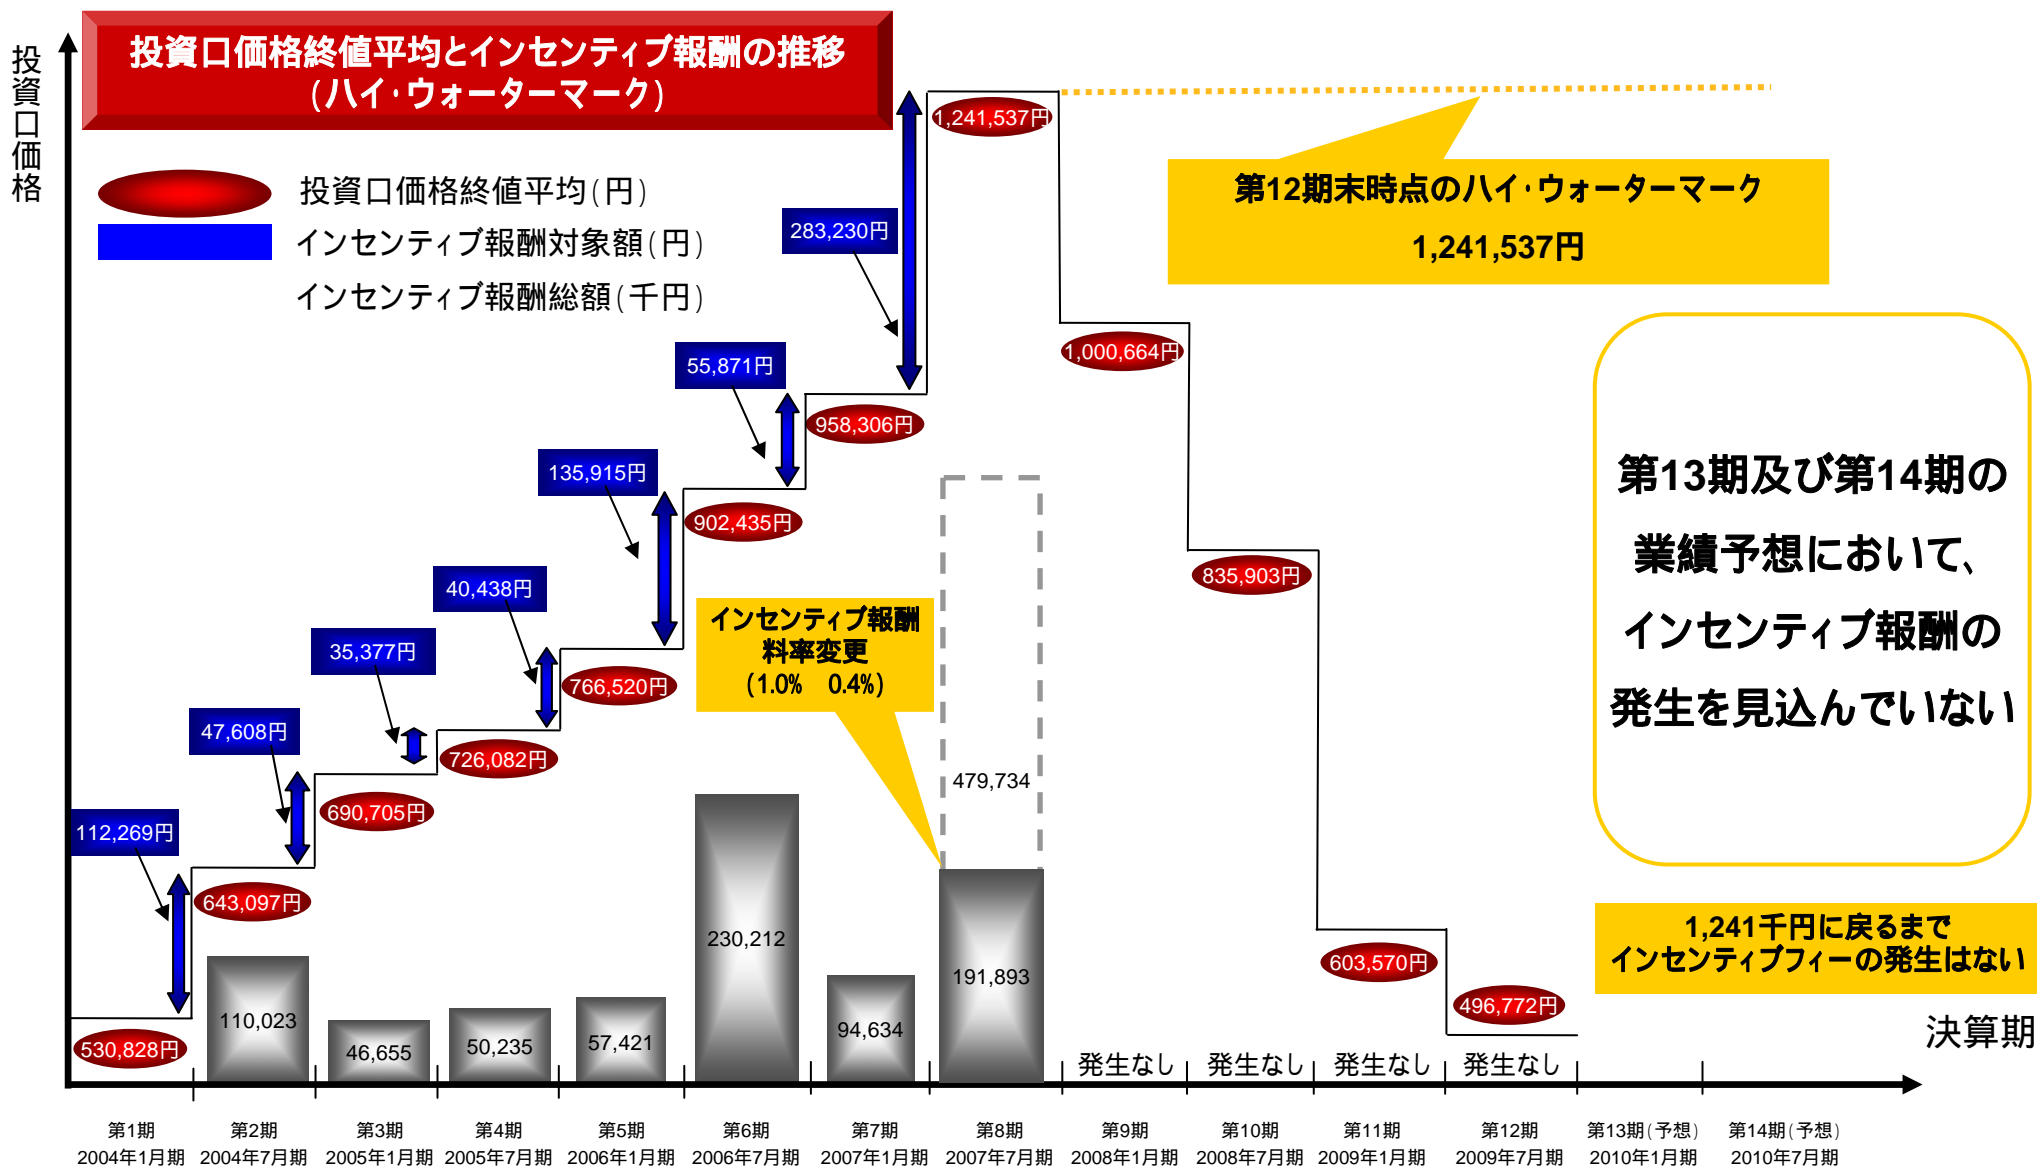 投資口価格
投資口価格終値平均とインセンティブ報酬の推移
(ハイ・ウォーターマーク)
投資口価格終値平均(円)
インセンティブ報酬対象額(円)
インセンティブ報酬総額(千円)
1,241,537円
第12期末時点のハイ・ウォーターマーク
1,241,537円
283,230円
1,000,664円
55,871円
958,306円
135,915円
902,435円
第13期及び第14期の
業績予想において、
インセンティブ報酬の
発生を見込んでいない
835,903円
40,438円
インセンティブ報酬
料率変更
(1.0% 0.4%)
35,377円
766,520円
47,608円
726,082円
479,734
690,705円
112,269円
643,097円
1,241千円に戻るまで
インセンティブフィーの発生はない
603,570円
496,772円
530,828円
110,023
46,655
50,235
57,421
230,212
94,634
191,893
発生なし
発生なし
発生なし
発生なし
決算期
第1期
2004年1月期
第2期
2004年7月期
第3期
2005年1月期
第4期
2005年7月期
第5期
2006年1月期
第6期
2006年7月期
第7期
2007年1月期
第8期
2007年7月期
第9期
2008年1月期
第10期
2008年7月期
第11期
2009年1月期
第12期
2009年7月期
第13期(予想)
2010年1月期
第14期(予想)
2010年7月期